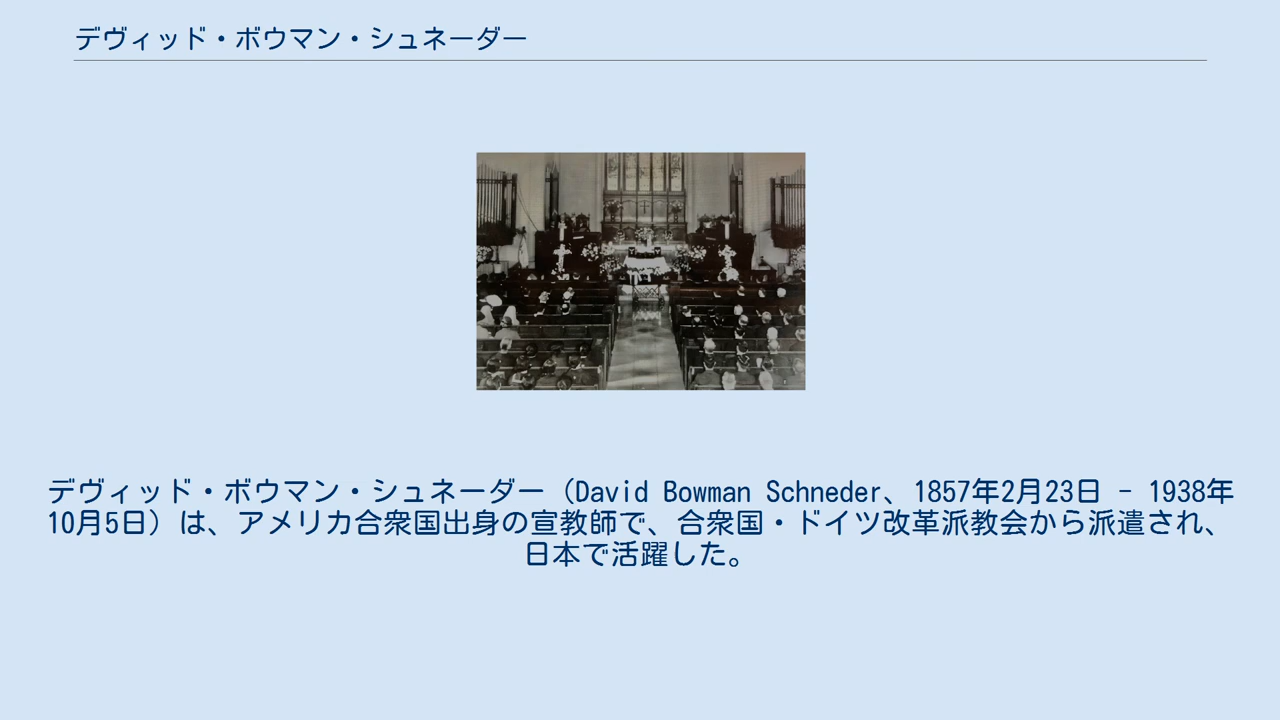 デヴィッド・ボウマン・シュネーダー
デヴィッド・ボウマン・シュネーダー（David Bowman Schneder、1857年2月23日 - 1938年
10月5日）は、アメリカ合衆国出身の宣教師で、合衆国・ドイツ改革派教会から派遣され、
日本で活躍した。